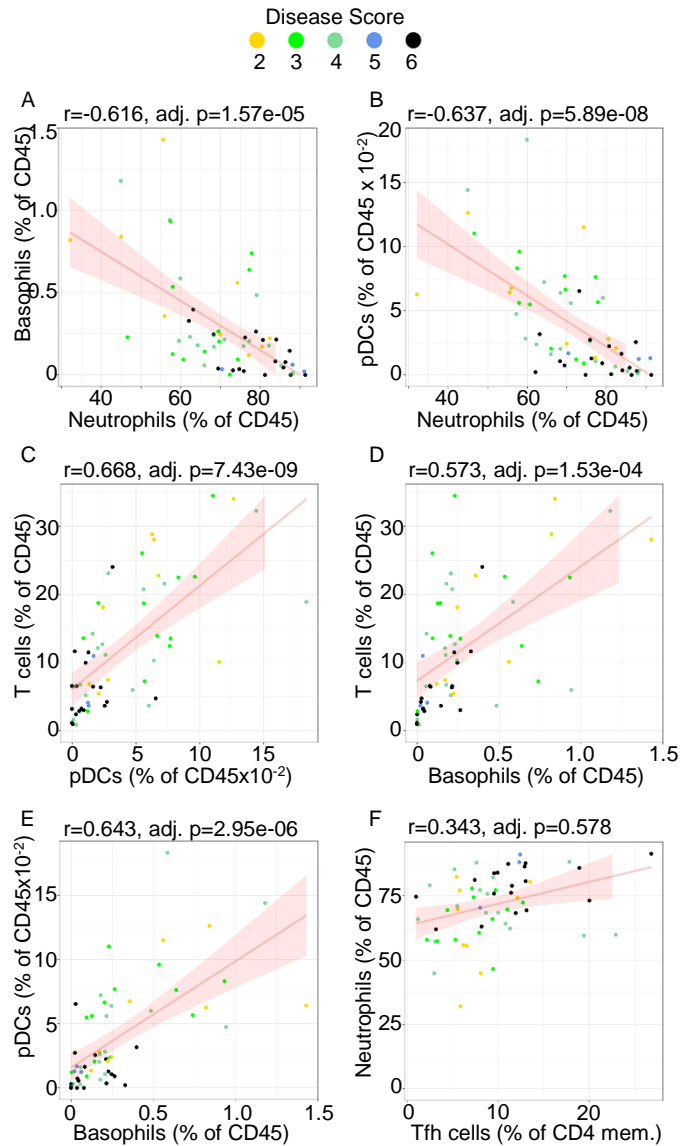 Disease Score
2 3 4 5 6
A
r=-0.616, adj. p=1.57e-05
Basophils (% of CD45)
1.5
1.0
0.5
0
40 60 80
Neutrophils (% of CD45)
B
r=-0.637, adj. p=5.89e-08
pDCs (% of CD45 x 10-2)
20
15
10
5
0
40 60 80
Neutrophils (% of CD45)
C
r=0.668, adj. p=7.43e-09
T cells (% of CD45)
30
20
10
0
0 5 10 15
pDCs (% of CD45x10-2)
D
r=0.573, adj. p=1.53e-04
T cells (% of CD45)
30
20
10
0
0 0.5 1.0 1.5
Basophils (% of CD45)
E
r=0.643, adj. p=2.95e-06
pDCs (% of CD45x10-2)
20
15
10
5
0
0 0.5 1.0 1.5
Basophils (% of CD45)
F
r=0.343, adj. p=0.578
Neutrophils (% of CD45)
75
50
25
0
0 10 20
Tfh cells (% of CD4 mem.)